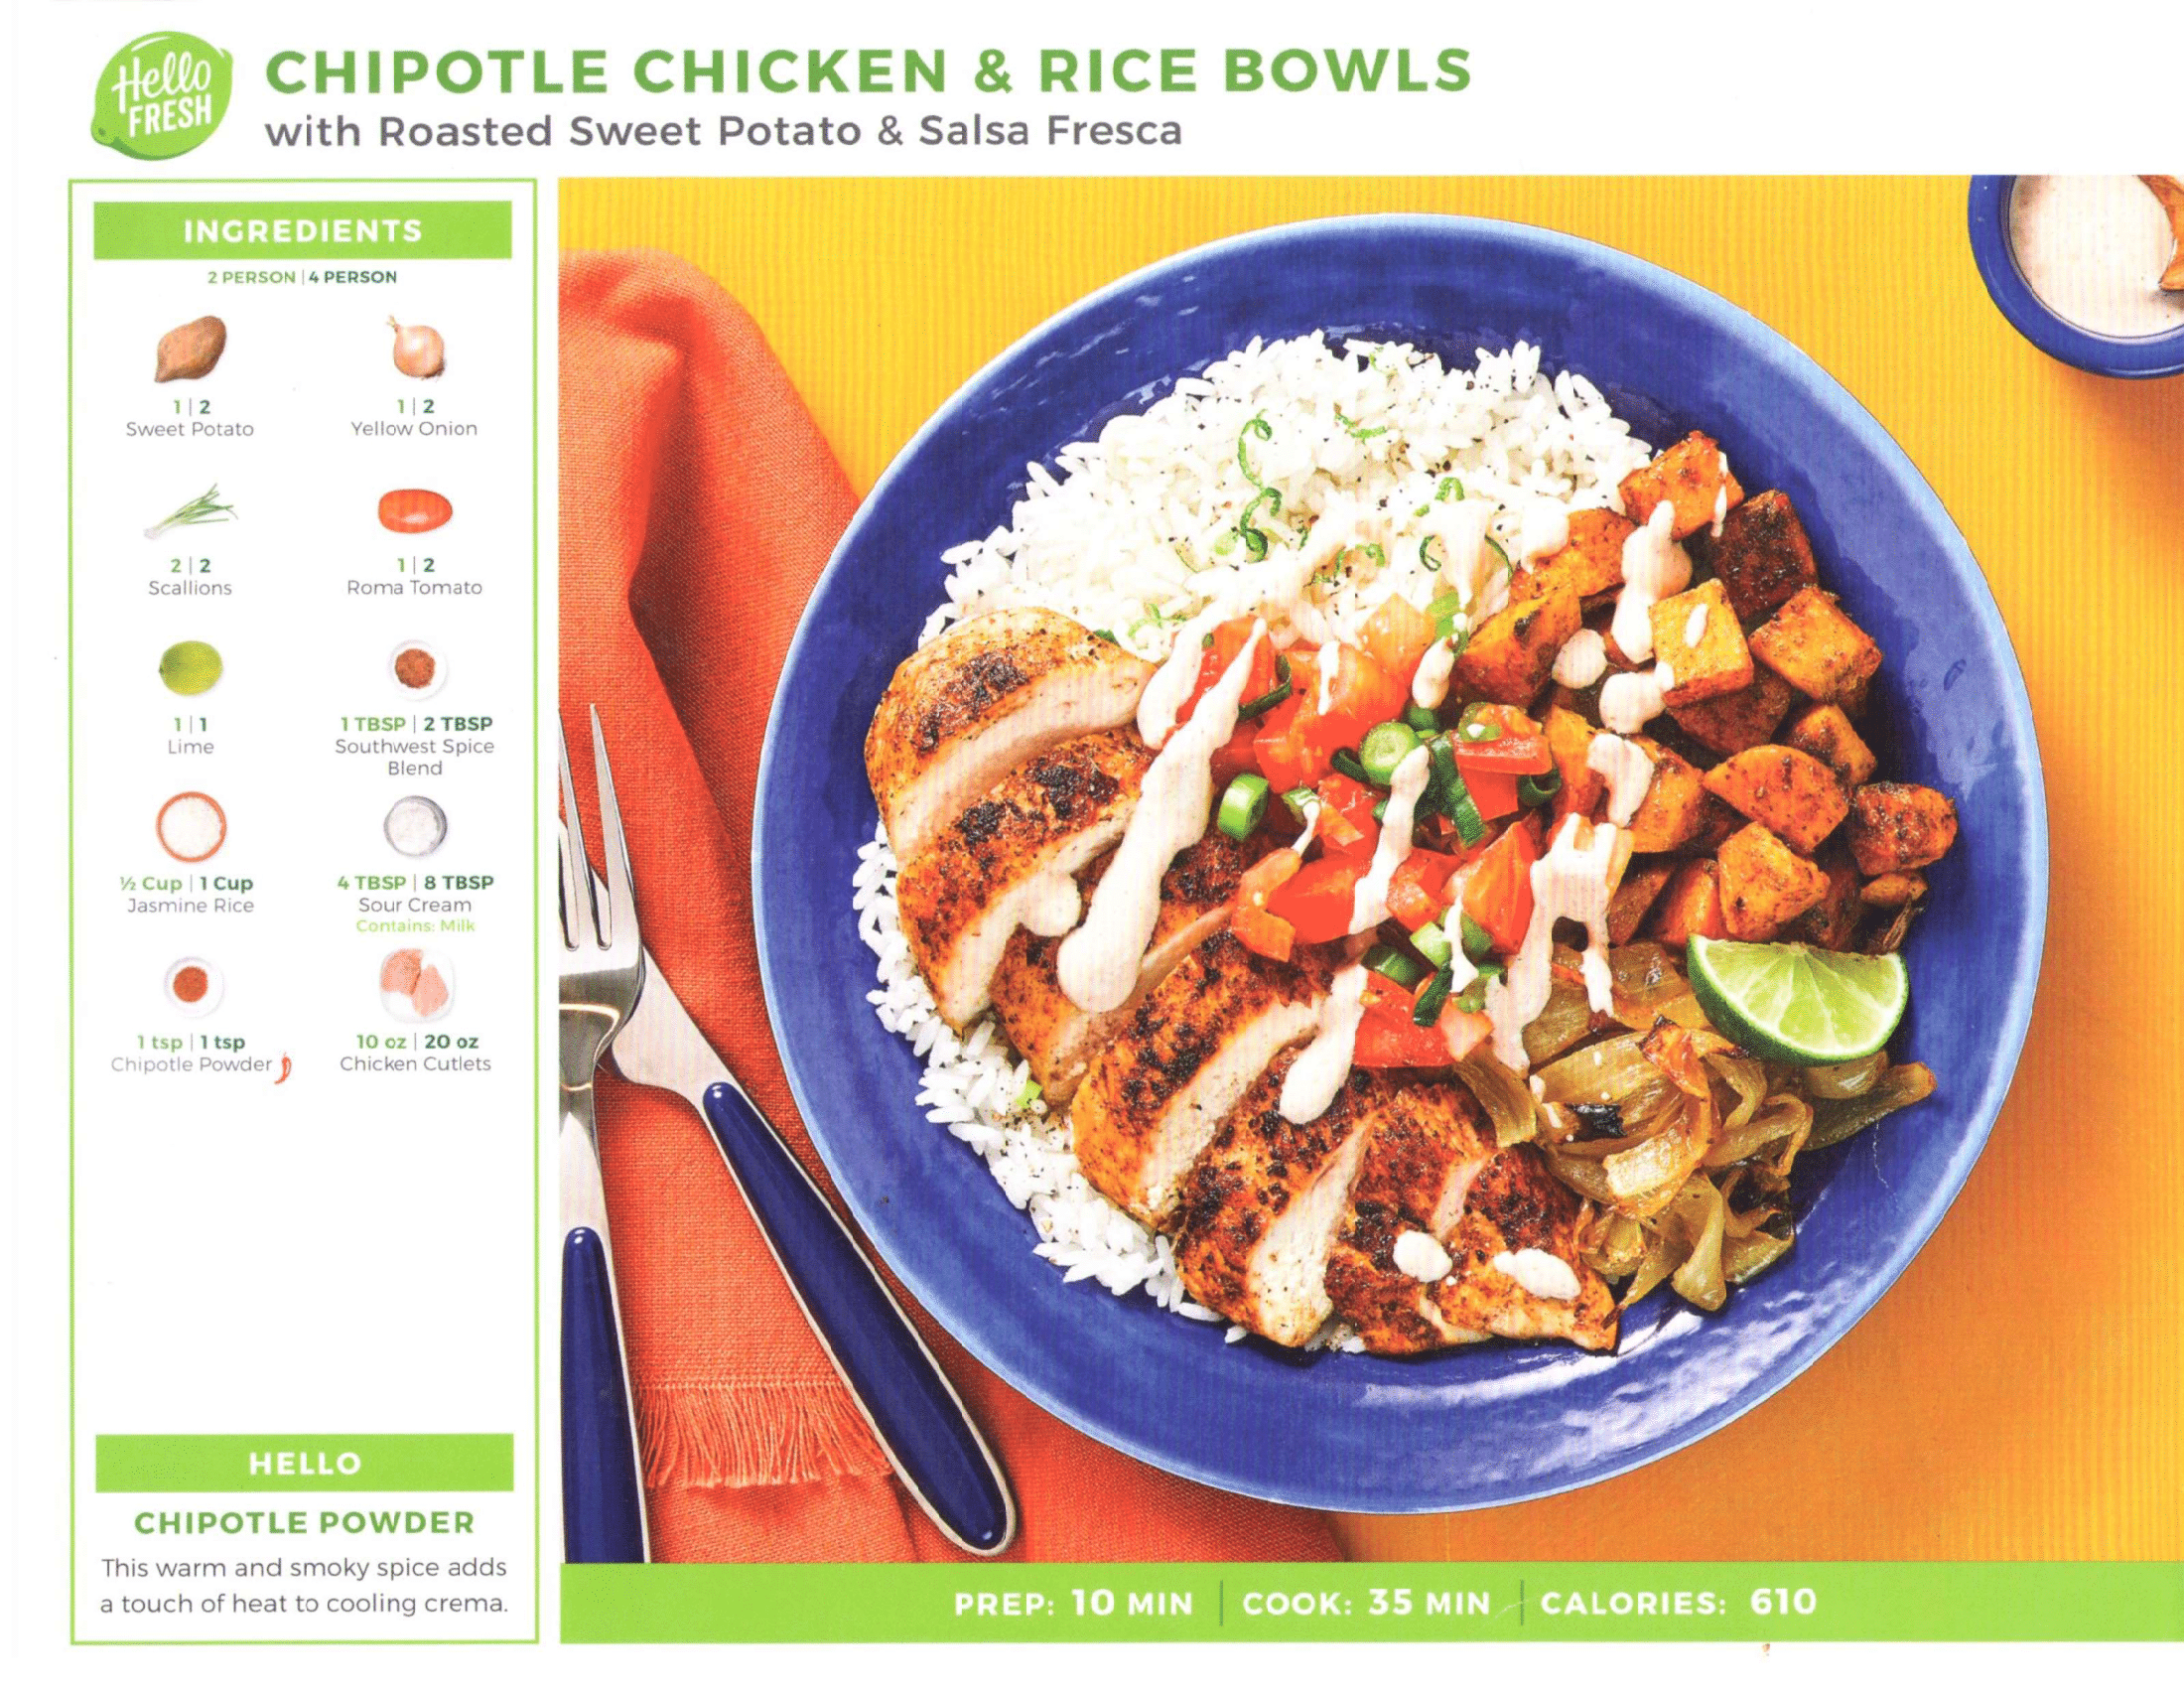 Hello
FRESH
CHIPOTLE CHICKEN & RICE BOWLS
with Roasted Sweet Potato & Salsa Fresca
INGREDIENTS
2 PERSON | 4 PERSON
1 | 2
Sweet Potato
1 | 2
Yellow Onion
2 | 2
Scallions
1 | 2
Roma Tomato
1 | 1
Lime
1 TBSP | 2 TBSP
Southwest Spice
Blend
½ Cup | 1 Cup
Jasmine Rice
4 TBSP | 8 TBSP
Sour Cream
Contains: Milk
1 tsp | 1 tsp
Chipotle Powder
10 oz | 20 oz
Chicken Cutlets
HELLO
CHIPOTLE POWDER
This warm and smoky spice adds
a touch of heat to cooling crema.
PREP: 10 MIN | COOK: 35 MIN | CALORIES: 610